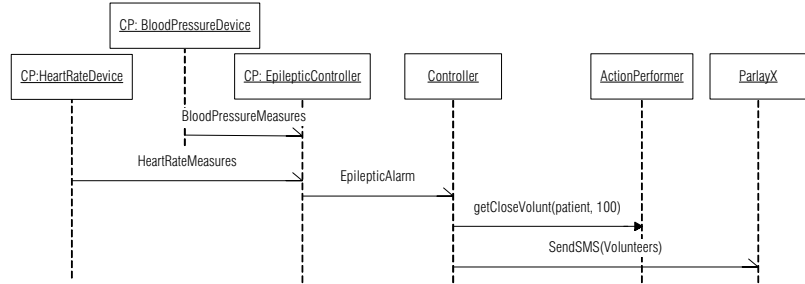 CP: BloodPressureDevice
CP:HeartRateDevice
CP: EpilepticController
Controller
ActionPerformer
ParlayX
BloodPressureMeasures
HeartRateMeasures
EpilepticAlarm
getCloseVolunt(patient, 100)
SendSMS(Volunteers)